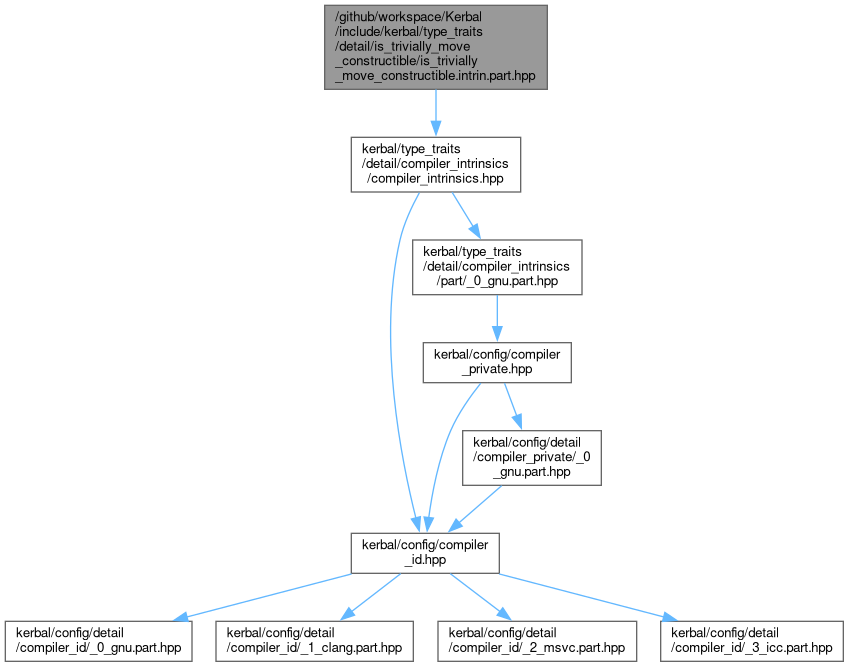 /github/workspace/Kerbal
/include/kerbal/type_traits
/detail/is_trivially_move
_constructible/is_trivially
_move_constructible.intrin.part.hpp
kerbal/type_traits
/detail/compiler_intrinsics
/compiler_intrinsics.hpp
kerbal/type_traits
/detail/compiler_intrinsics
/part/_0_gnu.part.hpp
kerbal/config/compiler
_private.hpp
kerbal/config/detail
/compiler_private/_0
_gnu.part.hpp
kerbal/config/compiler
_id.hpp
kerbal/config/detail
/compiler_id/_0_gnu.part.hpp
kerbal/config/detail
/compiler_id/_1_clang.part.hpp
kerbal/config/detail
/compiler_id/_2_msvc.part.hpp
kerbal/config/detail
/compiler_id/_3_icc.part.hpp